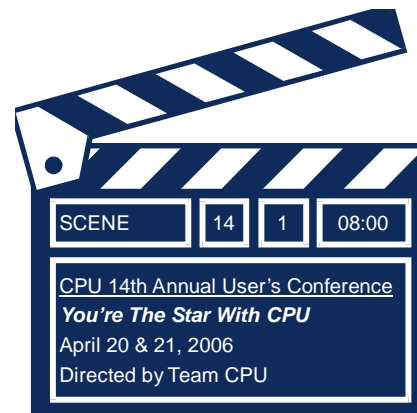 SCENE 14 1 08:00
CPU 14th Annual User's Conference
You're The Star With CPU
April 20 & 21, 2006
Directed by Team CPU